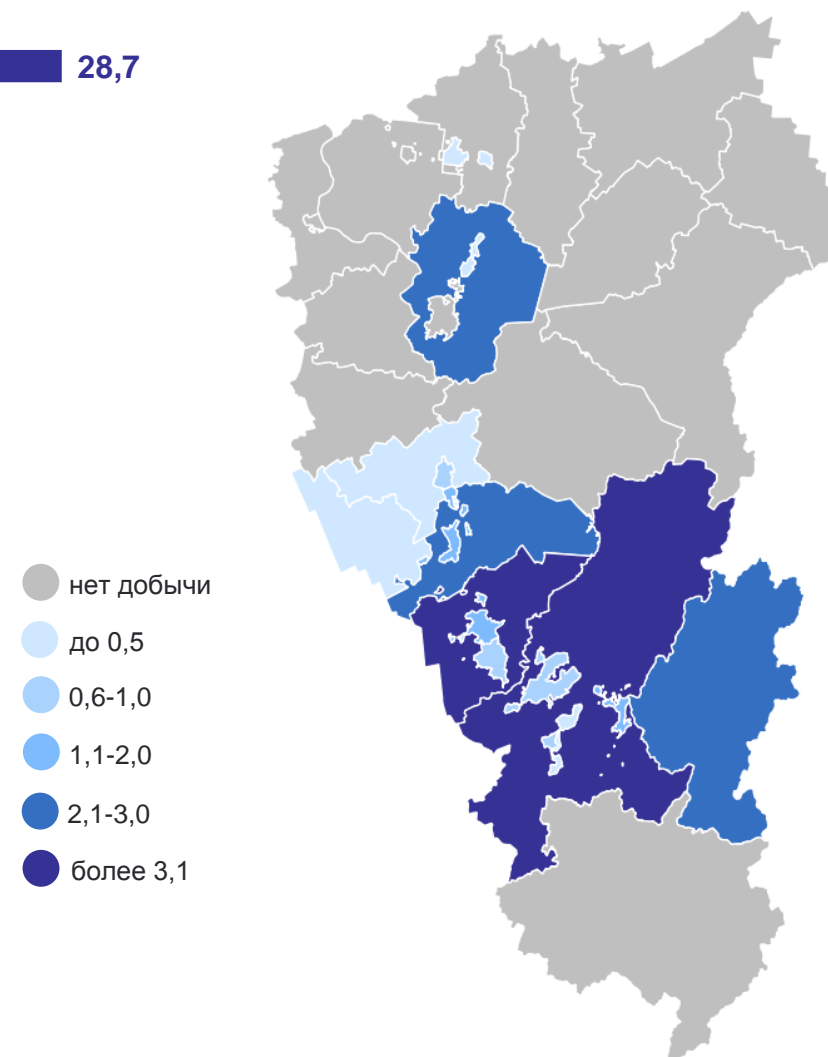 28,7
нет добычи
до 0,5
0,6-1,0
1,1-2,0
2,1-3,0
более 3,1